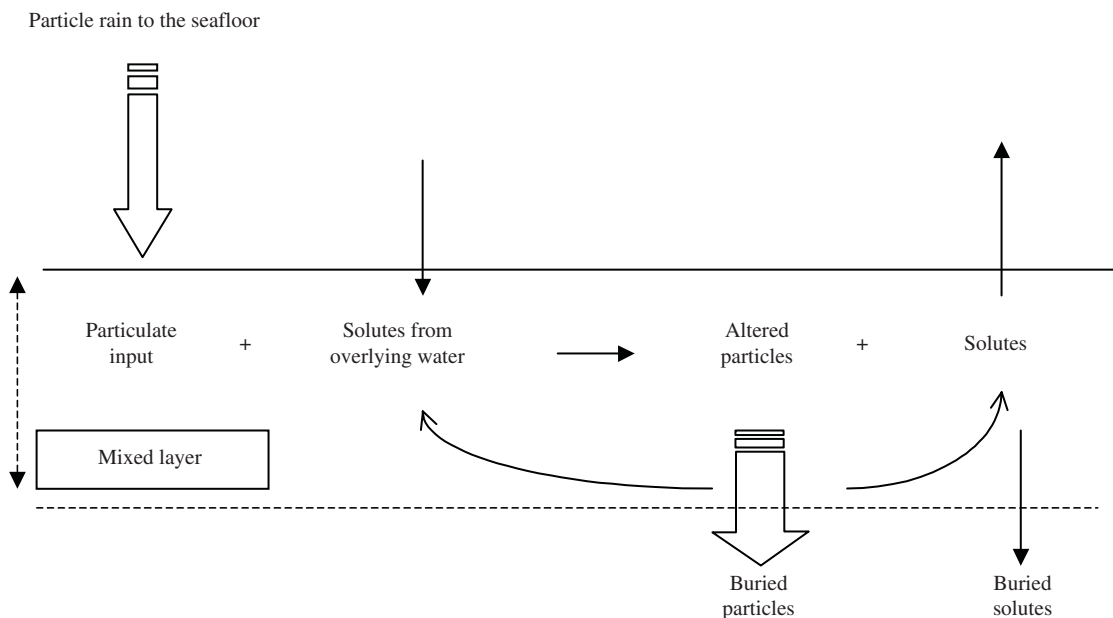 Particle rain to the seafloor
Particulate
input
+
Solutes from
overlying water
Altered
particles
+
Solutes
Mixed layer
Buried
particles
Buried
solutes